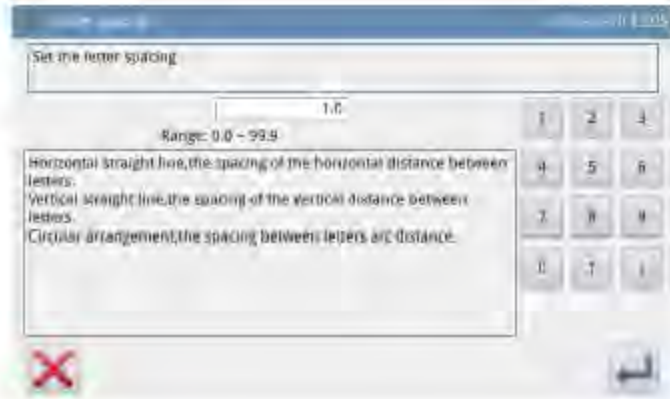 Set the letter spacing
1.0
1 2 3
Range: 0.0 ~ 99.9
Horizontal straight line,the spacing of the horizontal distance between
letters.
4 5 6
Vertical straight line,the spacing of the vertical distance between
letters.
7 8 9
Circular arrangement,the spacing between letters arc distance.
0